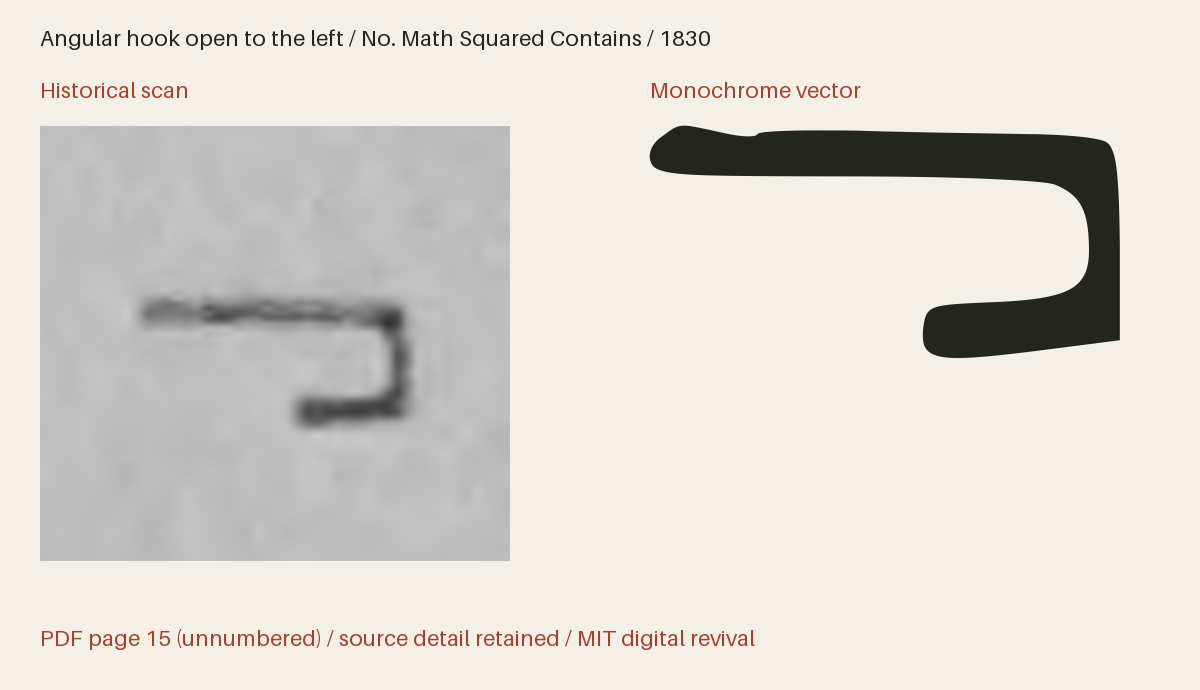 Angular hook open to the left / No. Math Squared Contains / 1830
Historical scan
Monochrome vector
PDF page 15 (unnumbered) / source detail retained / MIT digital revival